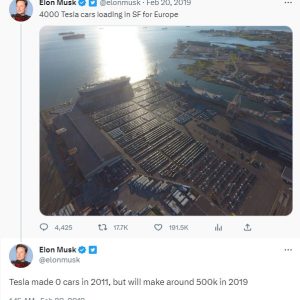 Elon Musk @elonmusk · Feb 20, 2019
4000 Tesla cars loading in SF for Europe
4,425 17.7K 191.5K
Elon Musk
@elonmusk
Tesla made 0 cars in 2011, but will make around 500k in 2019